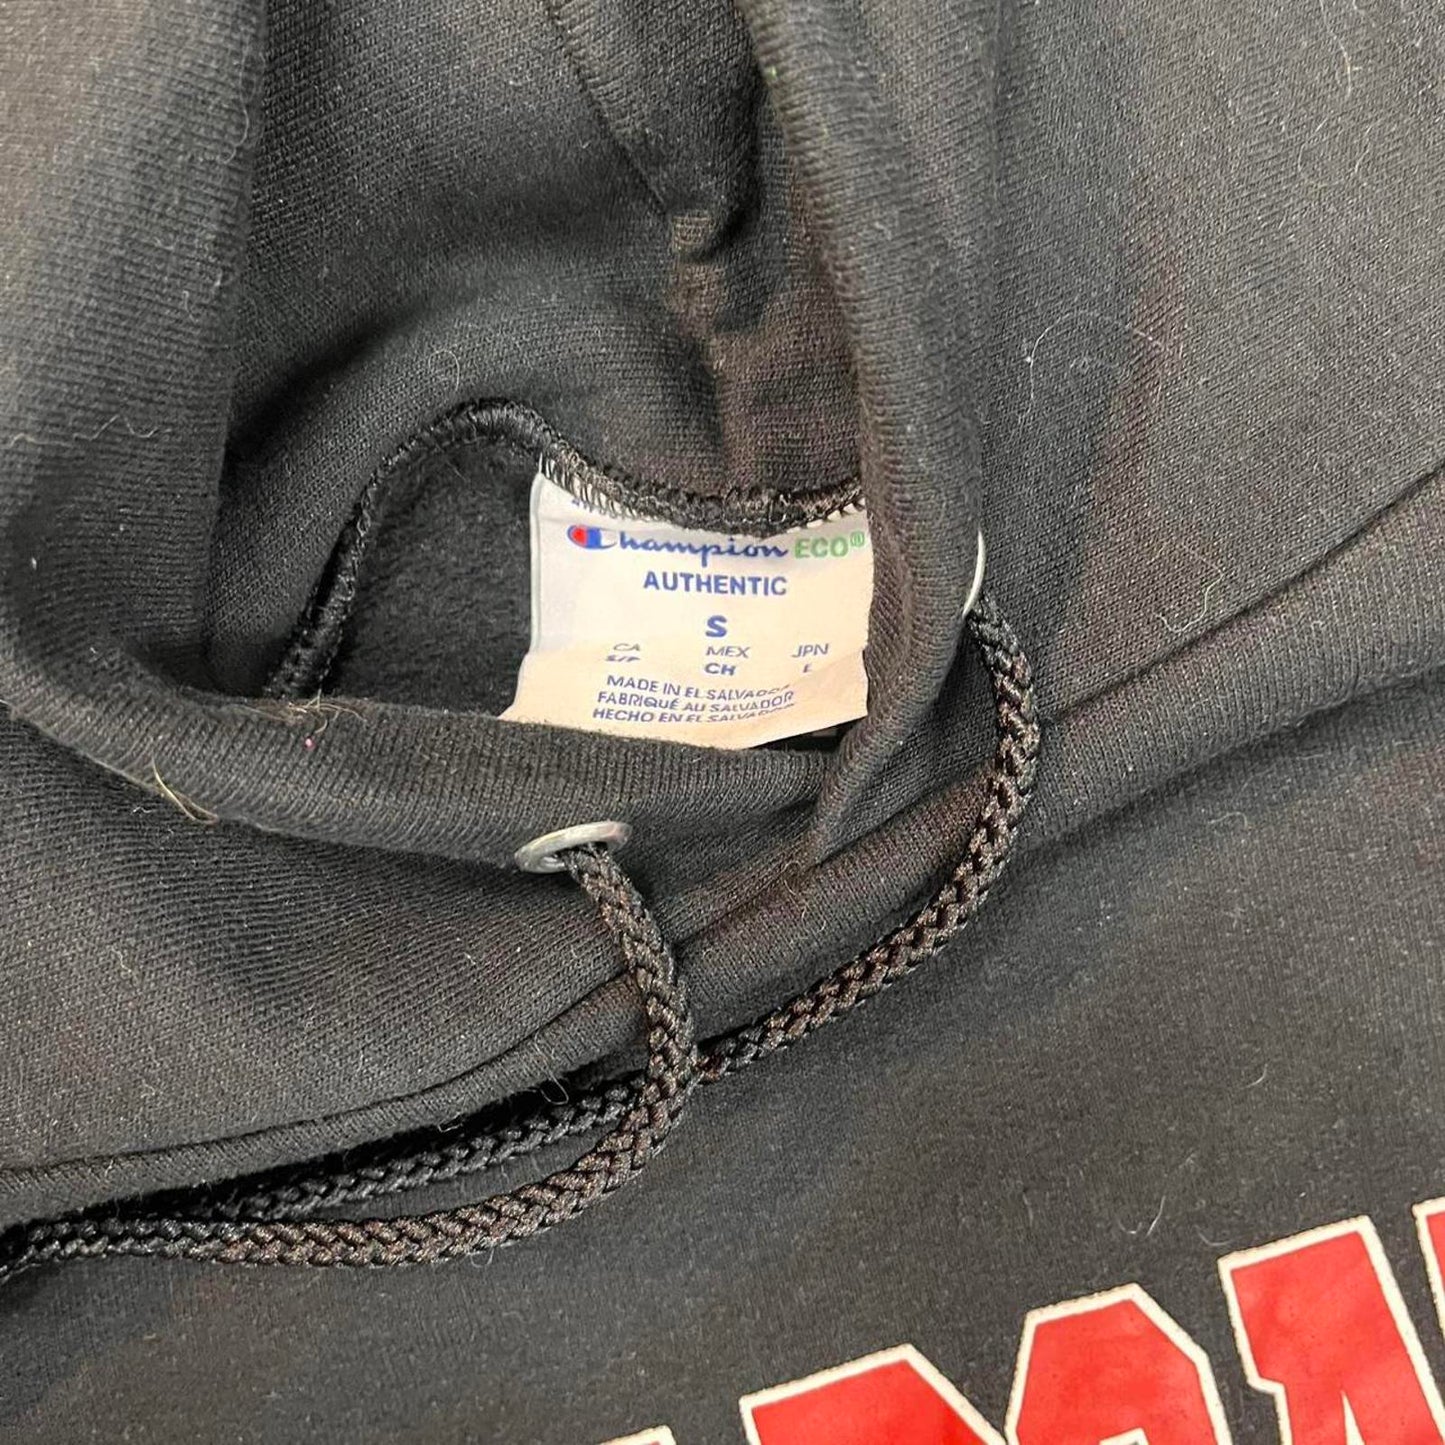 Champion ECO®
AUTHENTIC
S
CA MEX JPN
S/P CH
MADE IN EL SALVADOR
FABRIQUÉ AU SALVADOR
HECHO EN EL SALVADOR